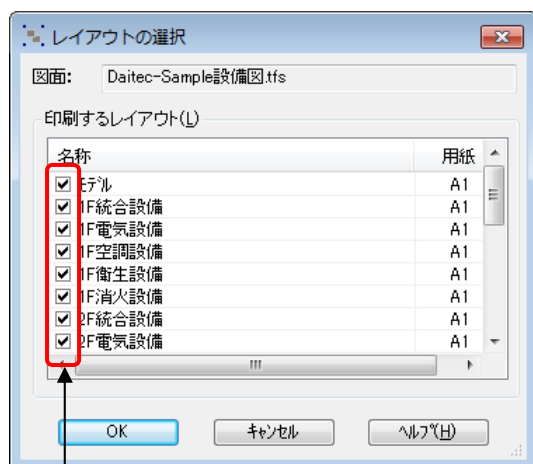 レイアウトの選択
図面: Daitec-Sample設備図.tfs
印刷するレイアウト(L)
名称 用紙
モデル A1
1F統合設備 A1
1F電気設備 A1
1F空調設備 A1
1F衛生設備 A1
1F消火設備 A1
2F統合設備 A1
2F電気設備 A1
OK キャンセル ヘルプ(H)